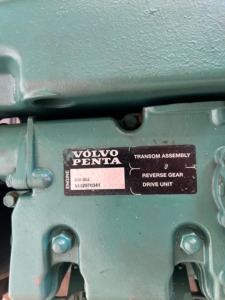 VOLVO
PENTA
ENGINE
TRANSOM ASSEMBLY
REVERSE GEAR
DRIVE UNIT